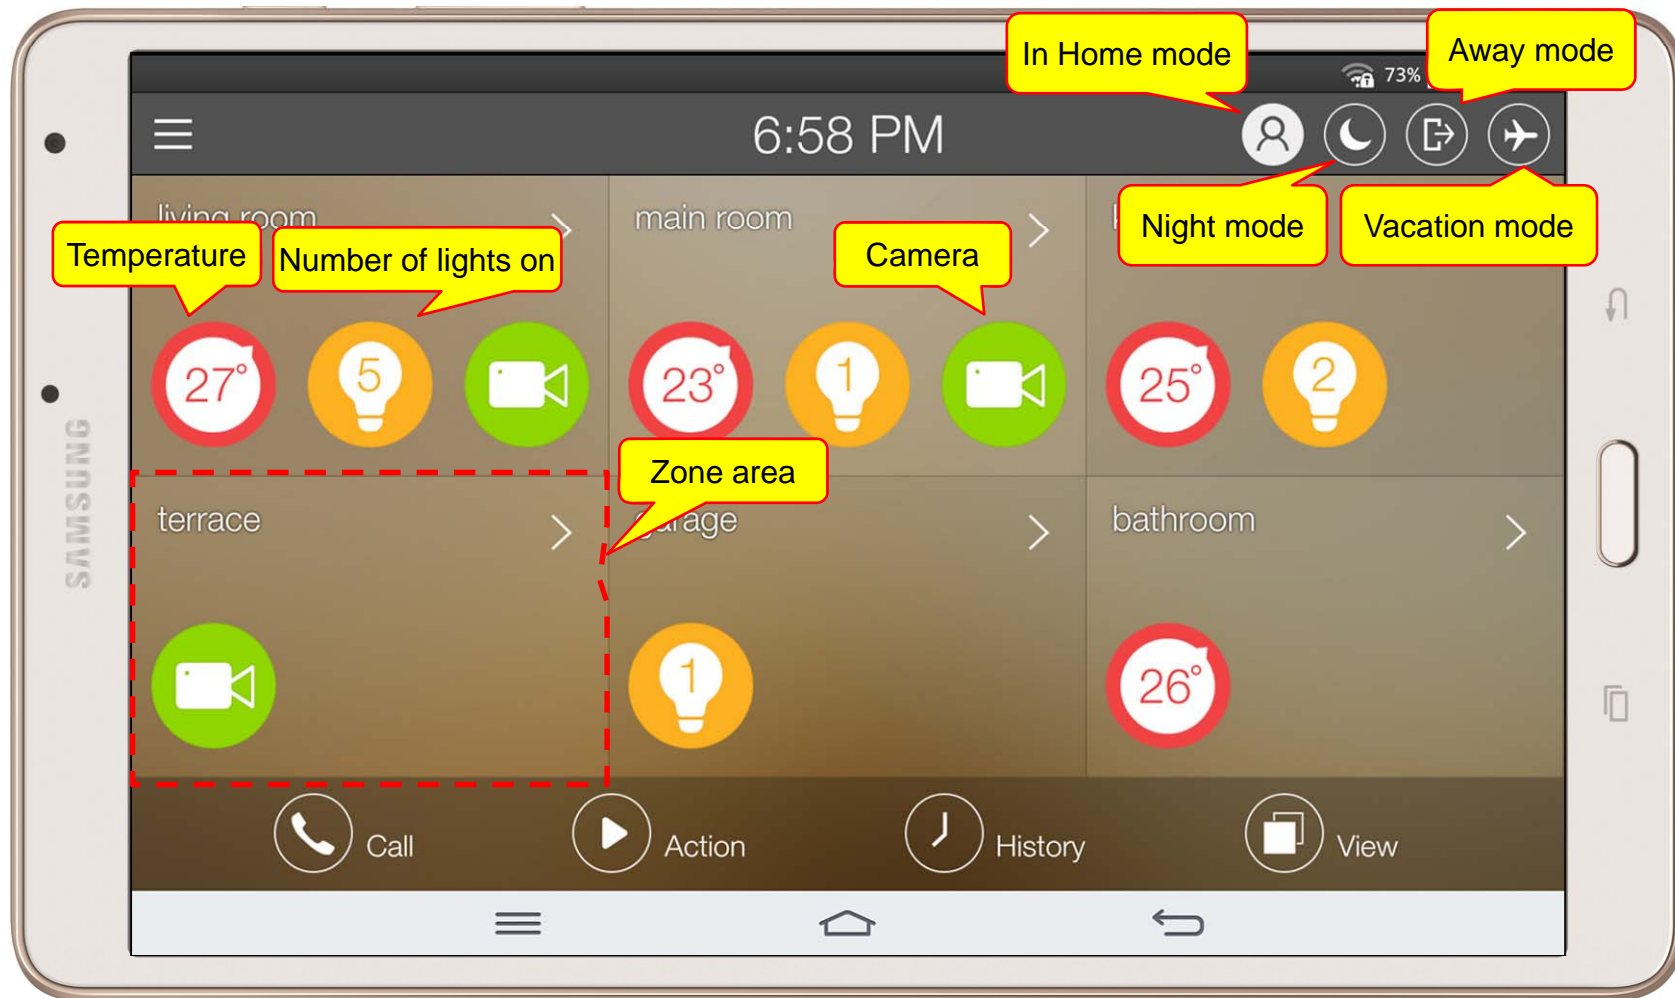 In Home mode
Away mode
73%
6:58 PM
Night mode
Vacation mode
living room
main room
Temperature
Number of lights on
Camera
27°
5
23°
1
25°
2
Zone area
terrace
garage
bathroom
1
26°
Call
Action
History
View
SAMSUNG